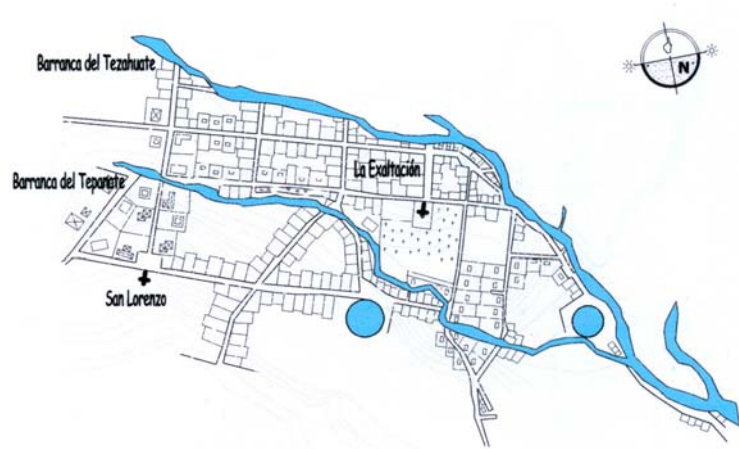 Barranca del Tezahuate
N
La Exaltación
Barranca del Tepanate
San Lorenzo